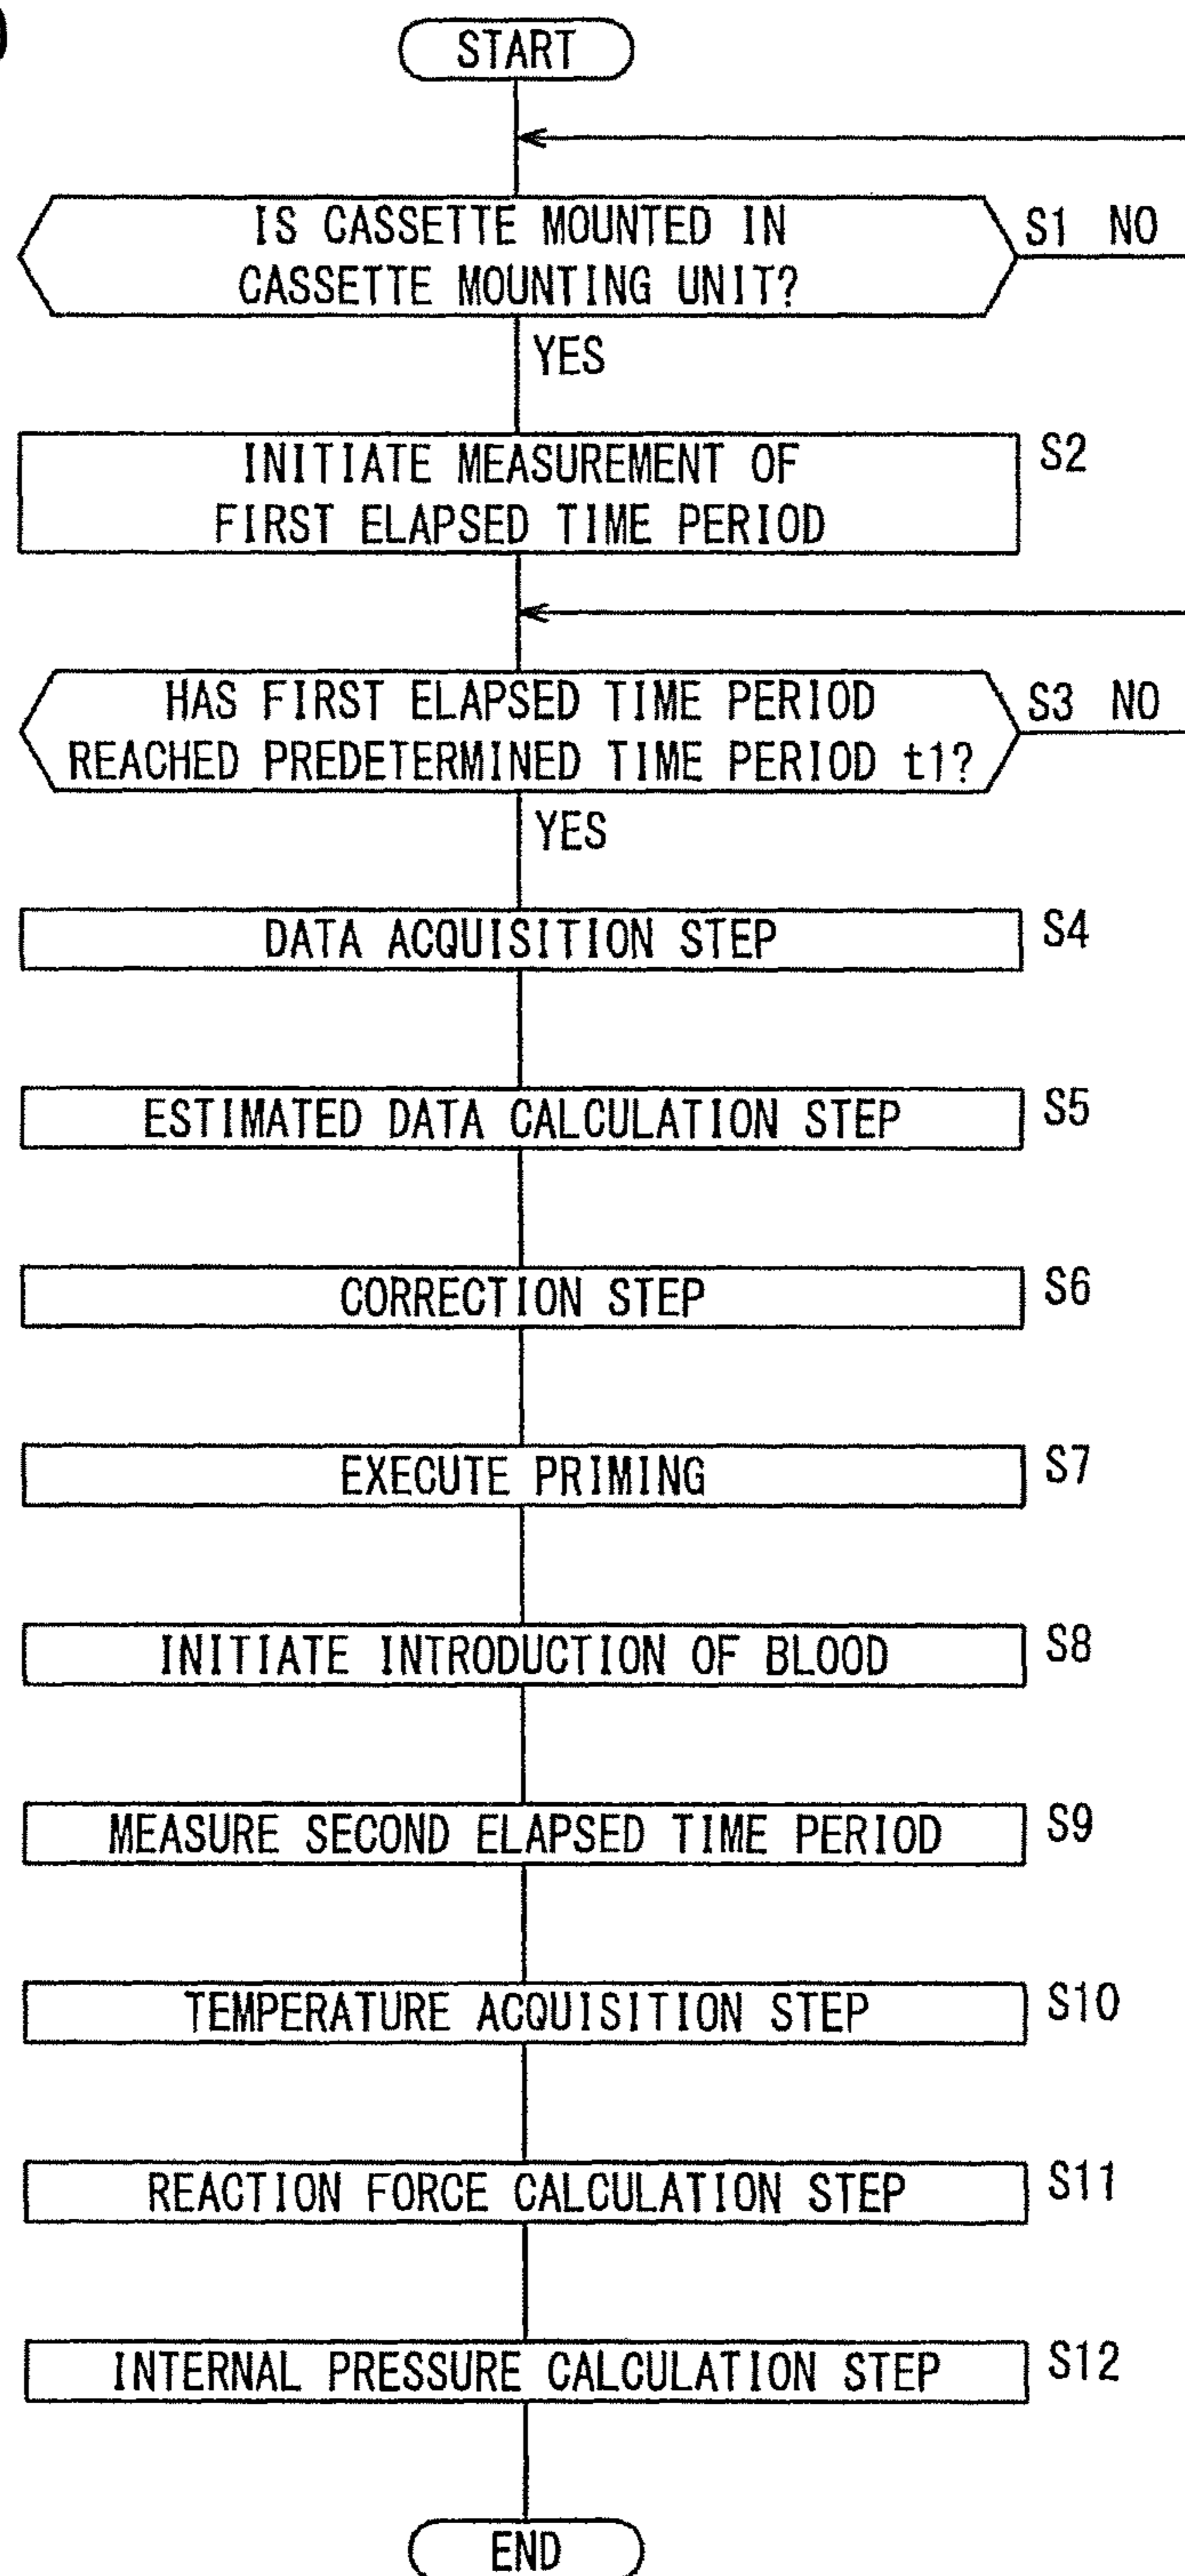 START
IS CASSETTE MOUNTED IN
CASSETTE MOUNTING UNIT?
S1 NO
YES
INITIATE MEASUREMENT OF
FIRST ELAPSED TIME PERIOD
S2
HAS FIRST ELAPSED TIME PERIOD
REACHED PREDETERMINED TIME PERIOD t1?
S3 NO
YES
DATA ACQUISITION STEP
S4
ESTIMATED DATA CALCULATION STEP
S5
CORRECTION STEP
S6
EXECUTE PRIMING
S7
INITIATE INTRODUCTION OF BLOOD
S8
MEASURE SECOND ELAPSED TIME PERIOD
S9
TEMPERATURE ACQUISITION STEP
S10
REACTION FORCE CALCULATION STEP
S11
INTERNAL PRESSURE CALCULATION STEP
S12
END